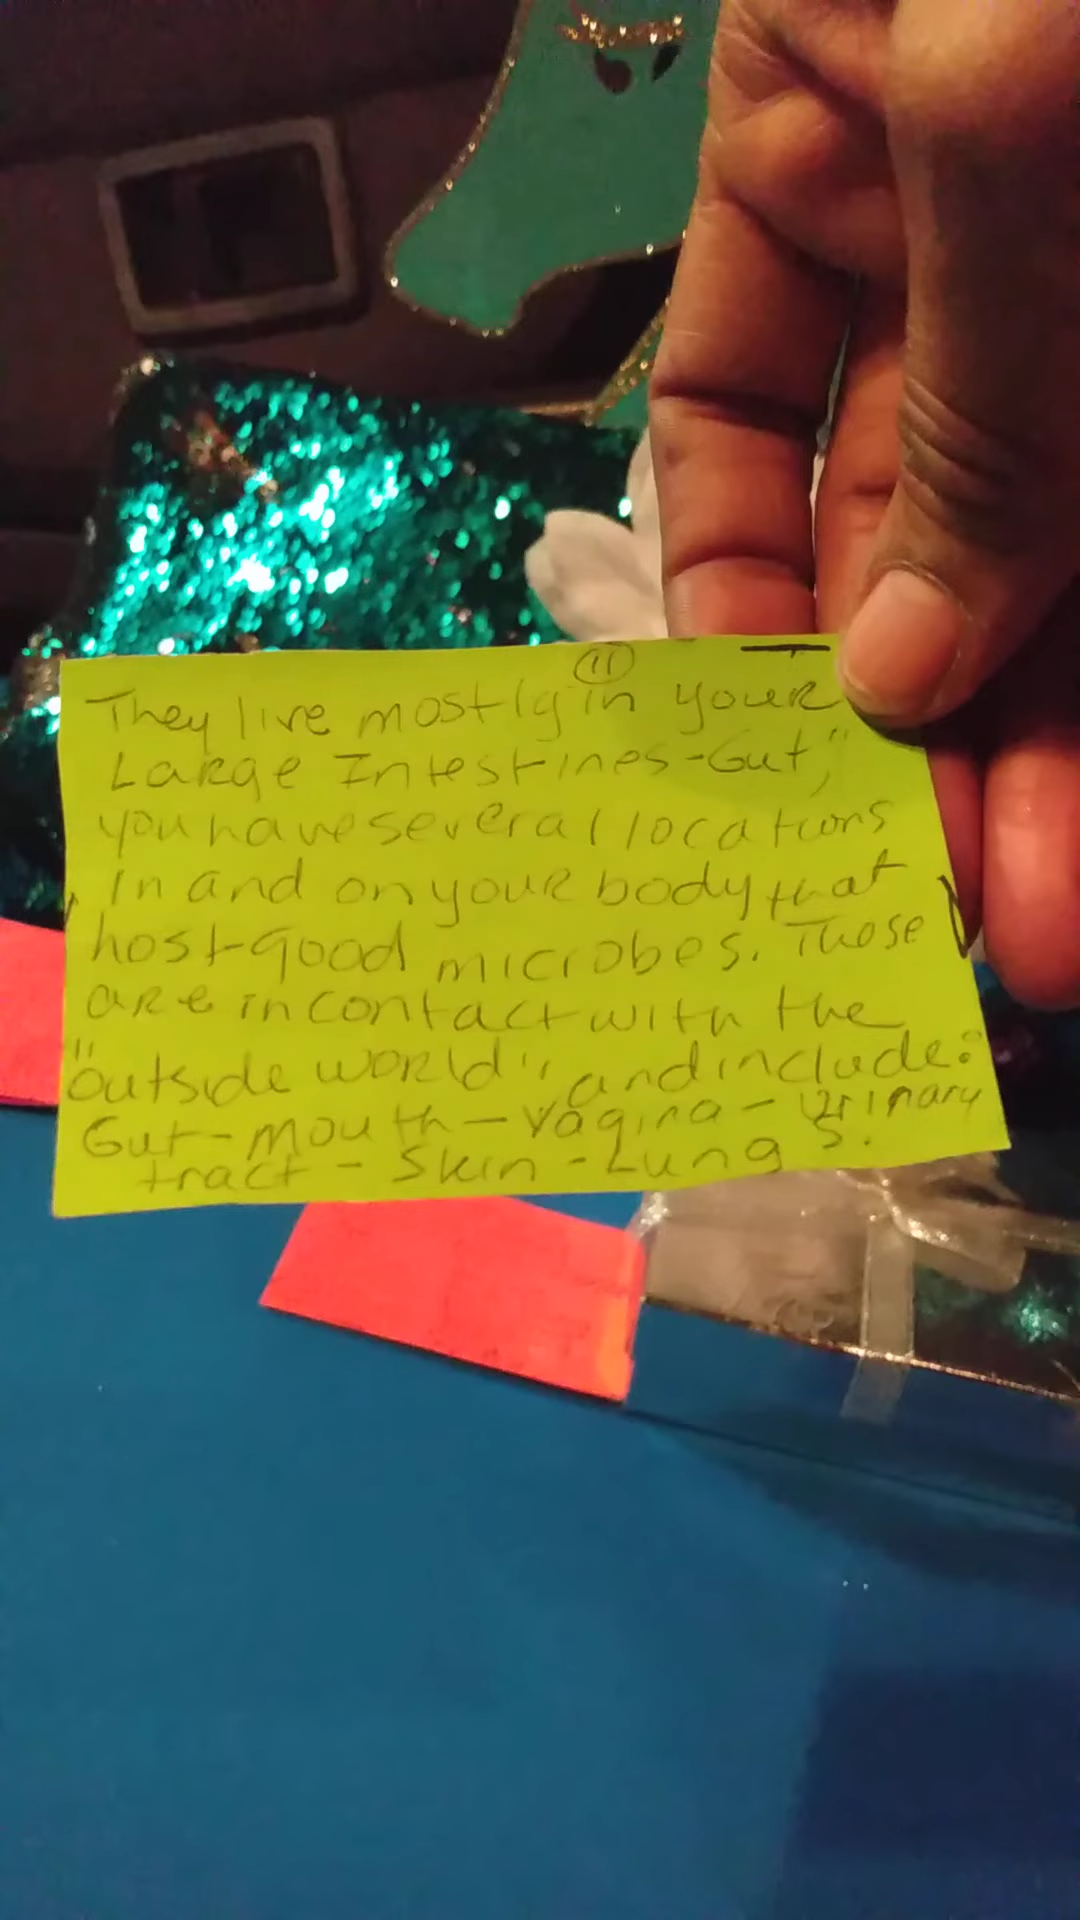 11
They live mostly in your
Large Intestines-Gut,"
you have several locations
In and on your body that
host good microbes. Those
are in contact with the
"outside world", and include:
Gut-mouth-Vagina-Urinary
tract-Skin-Lungs.